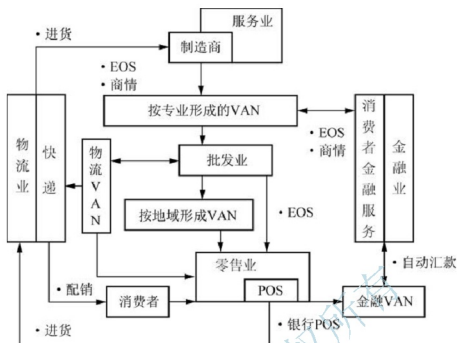 服务业
制造商
•进货
•EOS
•商情
按专业形成的VAN
•EOS
•商情
物流业
快递
物流VAN
批发业
消费者金融服务
金融业
按地域形成VAN
•EOS
零售业
POS
•自动汇款
•配销
消费者
金融VAN
•进货
•银行POS
权所有